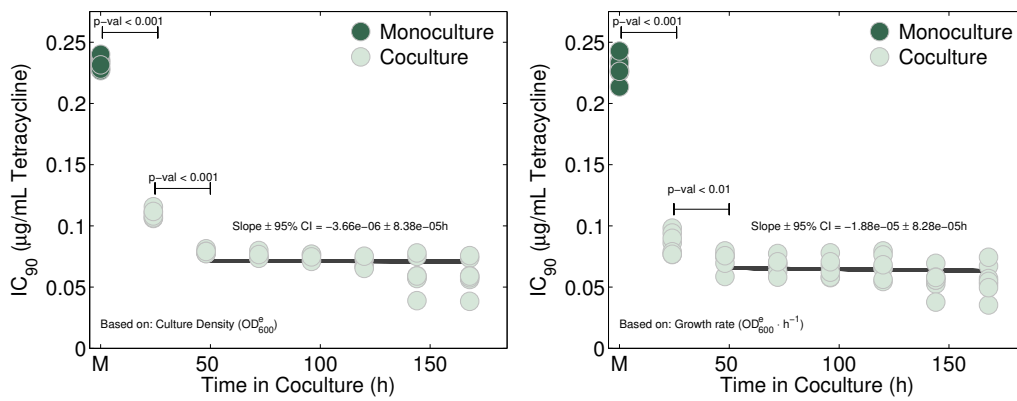 p-val < 0.001
Monoculture
Coculture
0.25
0.2
0.15
0.1
0.05
0
IC90 (μg/mL Tetracycline)
p-val < 0.001
Slope ± 95% CI = −3.66e−06 ± 8.38e−05h
Based on: Culture Density (OD^e_600)
M 50 100 150
Time in Coculture (h)
p-val < 0.001
Monoculture
Coculture
0.25
0.2
0.15
0.1
0.05
0
IC90 (μg/mL Tetracycline)
p-val < 0.01
Slope ± 95% CI = −1.88e−05 ± 8.28e−05h
Based on: Growth rate (OD^e_600 · h^−1)
M 50 100 150
Time in Coculture (h)